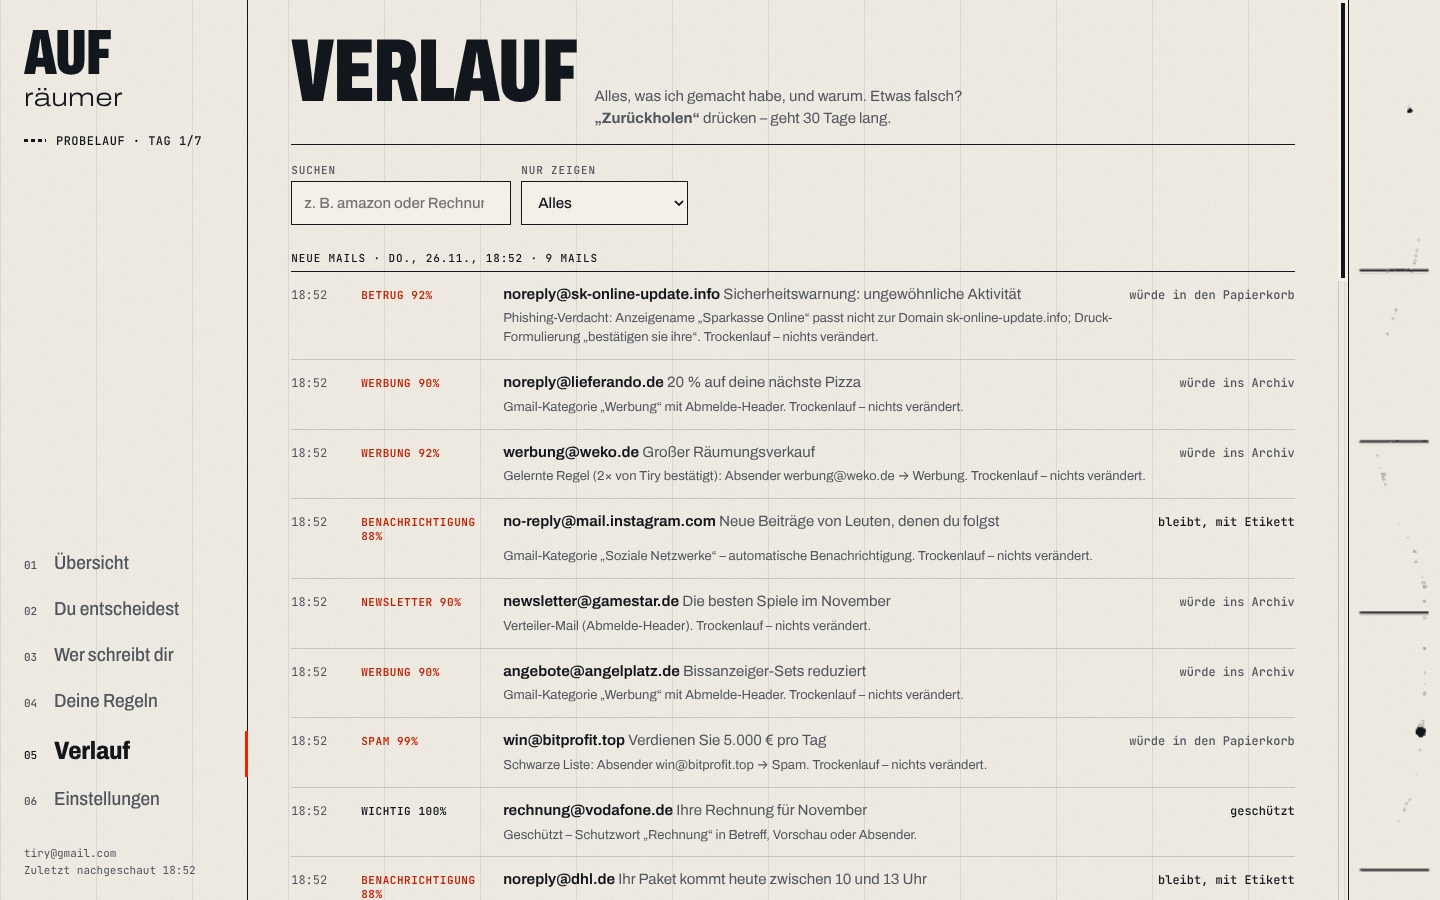 AUF
räumer
PROBELAUF · TAG 1/7
01 Übersicht
02 Du entscheidest
03 Wer schreibt dir
04 Deine Regeln
05 Verlauf
06 Einstellungen
tiry@gmail.com
Zuletzt nachgeschaut 18:52
VERLAUF
Alles, was ich gemacht habe, und warum. Etwas falsch?
„Zurückholen“ drücken – geht 30 Tage lang.
SUCHEN
NUR ZEIGEN
z. B. amazon oder Rechnur
Alles
NEUE MAILS · DO., 26.11., 18:52 · 9 MAILS
18:52 BETRUG 92% noreply@sk-online-update.info Sicherheitswarnung: ungewöhnliche Aktivität würde in den Papierkorb
Phishing-Verdacht: Anzeigename „Sparkasse Online“ passt nicht zur Domain sk-online-update.info; Druck-
Formulierung „bestätigen sie ihre“. Trockenlauf – nichts verändert.
18:52 WERBUNG 90% noreply@lieferando.de 20 % auf deine nächste Pizza würde ins Archiv
Gmail-Kategorie „Werbung“ mit Abmelde-Header. Trockenlauf – nichts verändert.
18:52 WERBUNG 92% werbung@weko.de Großer Räumungsverkauf würde ins Archiv
Gelernte Regel (2× von Tiry bestätigt): Absender werbung@weko.de → Werbung. Trockenlauf – nichts verändert.
18:52 BENACHRICHTIGUNG 88% no-reply@mail.instagram.com Neue Beiträge von Leuten, denen du folgst bleibt, mit Etikett
Gmail-Kategorie „Soziale Netzwerke“ – automatische Benachrichtigung. Trockenlauf – nichts verändert.
18:52 NEWSLETTER 90% newsletter@gamestar.de Die besten Spiele im November würde ins Archiv
Verteiler-Mail (Abmelde-Header). Trockenlauf – nichts verändert.
18:52 WERBUNG 90% angebote@angelplatz.de Bissanzeiger-Sets reduziert würde ins Archiv
Gmail-Kategorie „Werbung“ mit Abmelde-Header. Trockenlauf – nichts verändert.
18:52 SPAM 99% win@bitprofit.top Verdienen Sie 5.000 € pro Tag würde in den Papierkorb
Schwarze Liste: Absender win@bitprofit.top → Spam. Trockenlauf – nichts verändert.
18:52 WICHTIG 100% rechnung@vodafone.de Ihre Rechnung für November geschützt
Geschützt – Schutzwort „Rechnung“ in Betreff, Vorschau oder Absender.
18:52 BENACHRICHTIGUNG 88% noreply@dhl.de Ihr Paket kommt heute zwischen 10 und 13 Uhr bleibt, mit Etikett